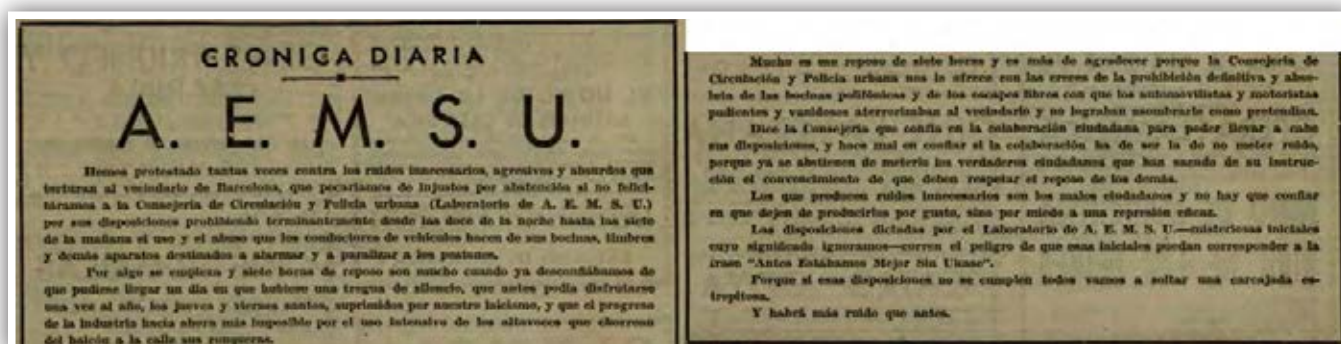 CRONICA DIARIA
A. E. M. S. U.
Hemos protestado tantas veces contra los ruidos innecesarios, agresivos y absurdos que
torturan al vecindario de Barcelona, que pecaríamos de injustos por abstención si no felici-
táramos a la Consejería de Circulación y Policía urbana (Laboratorio de A. E. M. S. U.)
por sus disposiciones prohibiendo terminantemente desde las doce de la noche hasta las siete
de la mañana el uso y el abuso que los conductores de vehículos hacen de sus bocinas, timbres
y demás aparatos destinados a alarmar y a paralizar a los peatones.
Por algo se empieza y siete horas de reposo son mucho cuando ya desconfiábamos de
que pudiese llegar un día en que hubiese una tregua de silencio, que antes podía disfrutarse
una vez al año, los jueves y viernes santos, suprimidos por nuestro laicismo, y que el progreso
de la industria hacía ahora más imposible por el uso intensivo de los altavoces que chorrean
del balcón a la calle sus ronqueras.
Mucho es ese reposo de siete horas y es más de agradecer porque la Consejería de
Circulación y Policía urbana nos lo ofrece con las creces de la prohibición definitiva y abso-
luta de las bocinas polifónicas y de los escapes libres con que los automovilistas y motoristas
pudientes y vanidosos aterrorizaban al vecindario y no lograban asombrarle como pretendían.
Dice la Consejería que confía en la colaboración ciudadana para poder llevar a cabo
sus disposiciones, y hace mal en confiar si la colaboración ha de ser la de no meter ruido,
porque ya se abstienen de meterlo los verdaderos ciudadanos que han sacado de su instruc-
ción el convencimiento de que deben respetar el reposo de los demás.
Los que producen ruidos innecesarios son los malos ciudadanos y no hay que confiar
en que dejen de producirlos por gusto, sino por miedo a una represión eficaz.
Las disposiciones dictadas por el Laboratorio de A. E. M. S. U.—misteriosas iniciales
cuyo significado ignoramos—corren el peligro de que esas iniciales puedan corresponder a la
frase "Antes Estábamos Mejor Sin Ukase".
Porque si esas disposiciones no se cumplen todos vamos a soltar una carcajada es-
trepitosa.
Y habrá más ruido que antes.